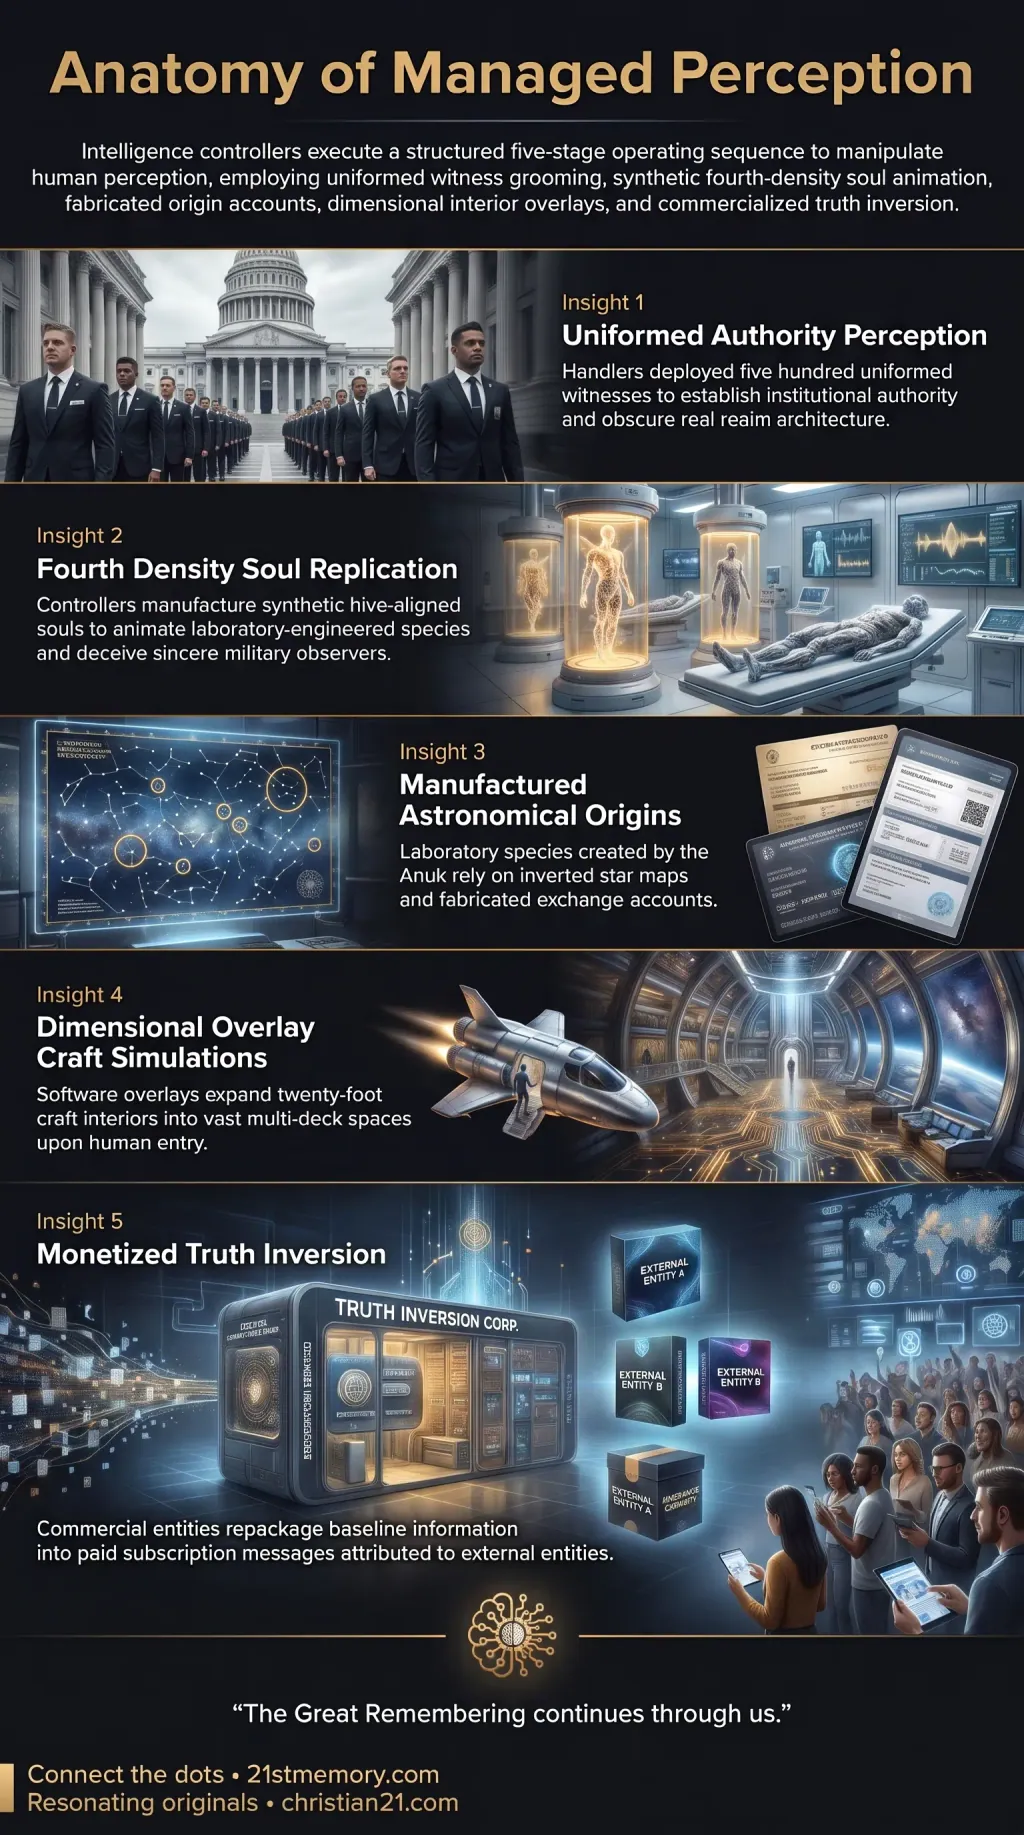 Anatomy of Managed Perception
Intelligence controllers execute a structured five-stage operating sequence to manipulate
human perception, employing uniformed witness grooming, synthetic fourth-density soul animation,
fabricated origin accounts, dimensional interior overlays, and commercialized truth inversion.
Insight 1
Uniformed Authority Perception
Handlers deployed five hundred uniformed
witnesses to establish institutional authority
and obscure real reaim architecture.
Insight 2
Fourth Density Soul Replication
Controllers manufacture synthetic hive-aligned
souls to animate laboratory-engineered species
and deceive sincere military observers.
Insight 3
Manufactured
Astronomical Origins
Laboratory species created by the
Anuk rely on inverted star maps
and fabricated exchange accounts.
Insight 4
Dimensional Overlay
Craft Simulations
Software overlays expand twenty-foot
craft interiors into vast multi-deck spaces
upon human entry.
Insight 5
Monetized Truth Inversion
TRUTH INVERSION CORP.
EXTERNAL
ENTITY A
EXTERNAL
ENTITY B
EXTERNAL
ENTITY B
EXTERNAL
ENTITY A
Commercial entities repackage baseline information
into paid subscription messages attributed to external entities.
“The Great Remembering continues through us.”
Connect the dots • 21stmemory.com
Resonating originals • christian21.com